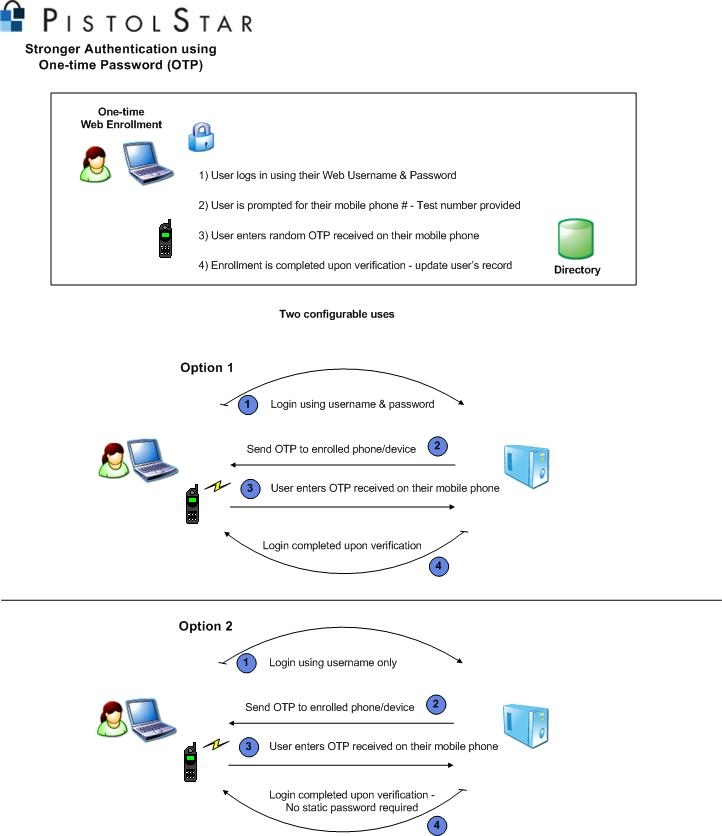 PISTOLSTAR
Stronger Authentication using
One-time Password (OTP)
One-time
Web Enrollment
1) User logs in using their Web Username & Password
2) User is prompted for their mobile phone # - Test number provided
3) User enters random OTP received on their mobile phone
4) Enrollment is completed upon verification - update user's record
Directory
Two configurable uses
Option 1
1 Login using username & password
Send OTP to enrolled phone/device 2
3 User enters OTP received on their mobile phone
Login completed upon verification
4
Option 2
1 Login using username only
Send OTP to enrolled phone/device 2
3 User enters OTP received on their mobile phone
Login completed upon verification -
No static password required
4